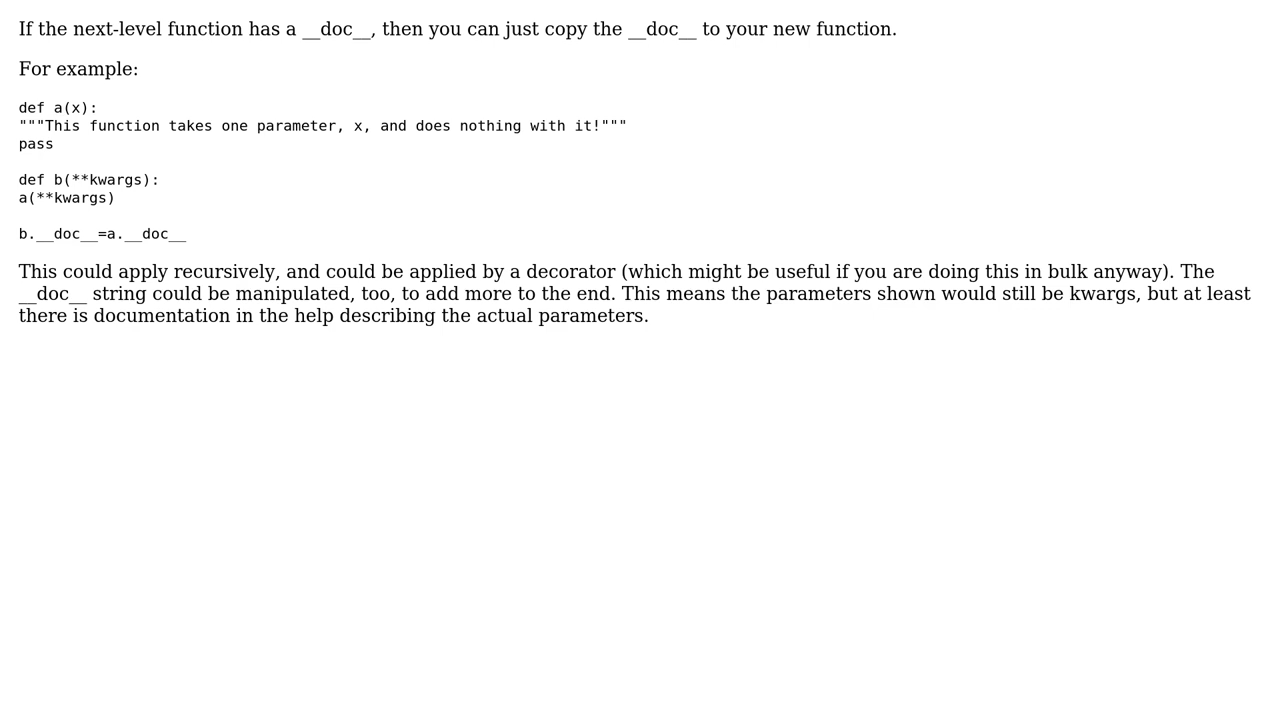 If the next-level function has a __doc__, then you can just copy the __doc__ to your new function.
For example:
def a(x):
"""This function takes one parameter, x, and does nothing with it!"""
pass
def b(**kwargs):
a(**kwargs)
b.__doc__=a.__doc__
This could apply recursively, and could be applied by a decorator (which might be useful if you are doing this in bulk anyway). The
__doc__ string could be manipulated, too, to add more to the end. This means the parameters shown would still be kwargs, but at least
there is documentation in the help describing the actual parameters.